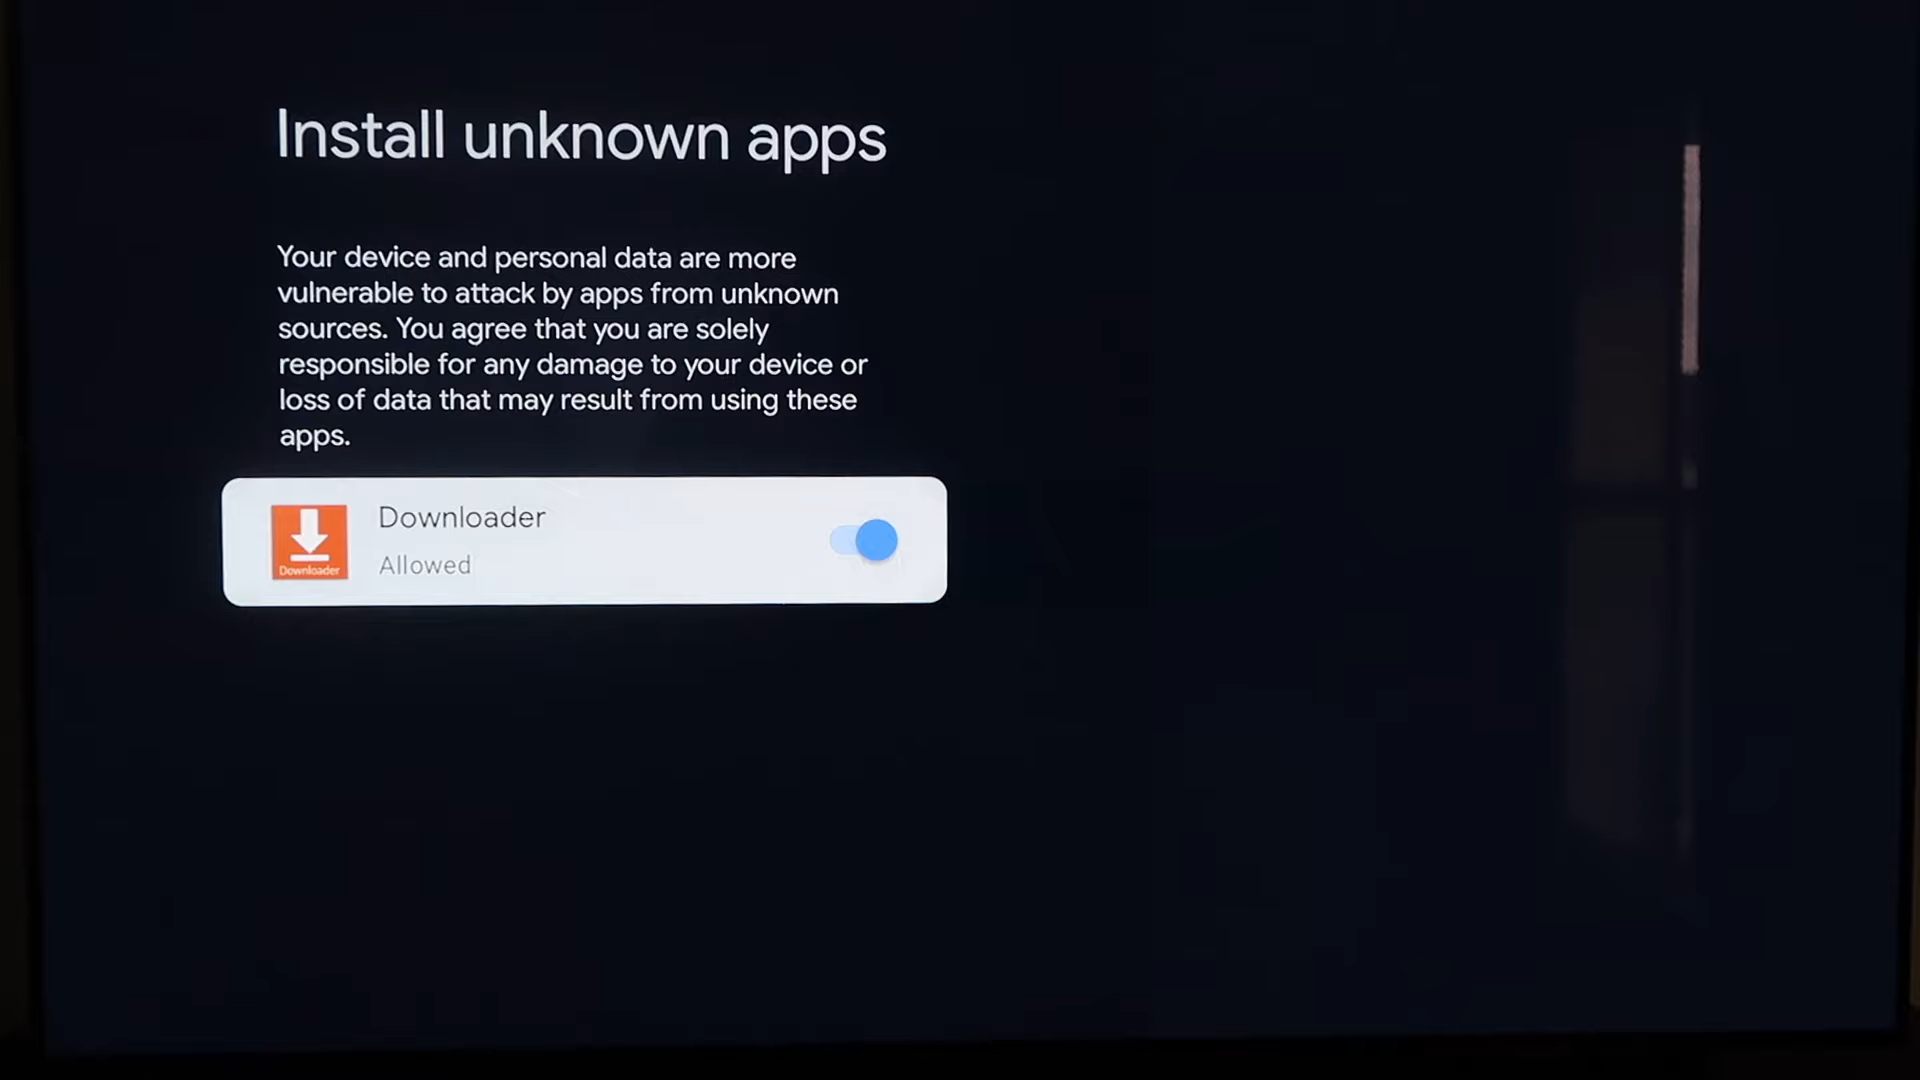 Install unknown apps
Your device and personal data are more
vulnerable to attack by apps from unknown
sources. You agree that you are solely
responsible for any damage to your device or
loss of data that may result from using these
apps.
Downloader
Allowed
Downloader